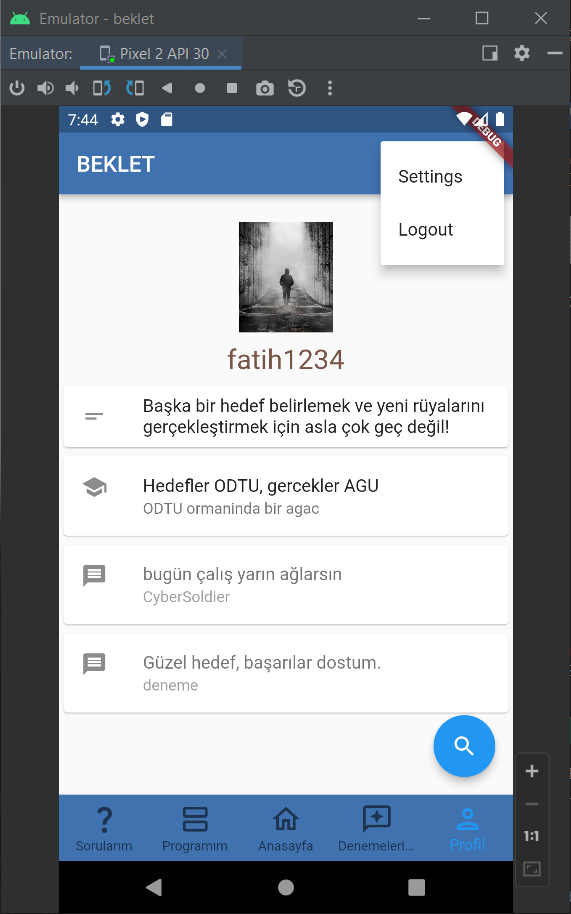 Emulator - beklet
Emulator:
Pixel 2 API 30
7:44
DEBUG
BEKLET
Settings
Logout
fatih1234
Başka bir hedef belirlemek ve yeni rüyalarını
gerçekleştirmek için asla çok geç değil!
Hedefler ODTU, gercekler AGU
ODTU ormaninda bir agac
bugün çalış yarın ağlarsın
CyberSoldier
Güzel hedef, başarılar dostum.
deneme
1:1
Sorularım
Programım
Anasayfa
Denemeleri...
Profil